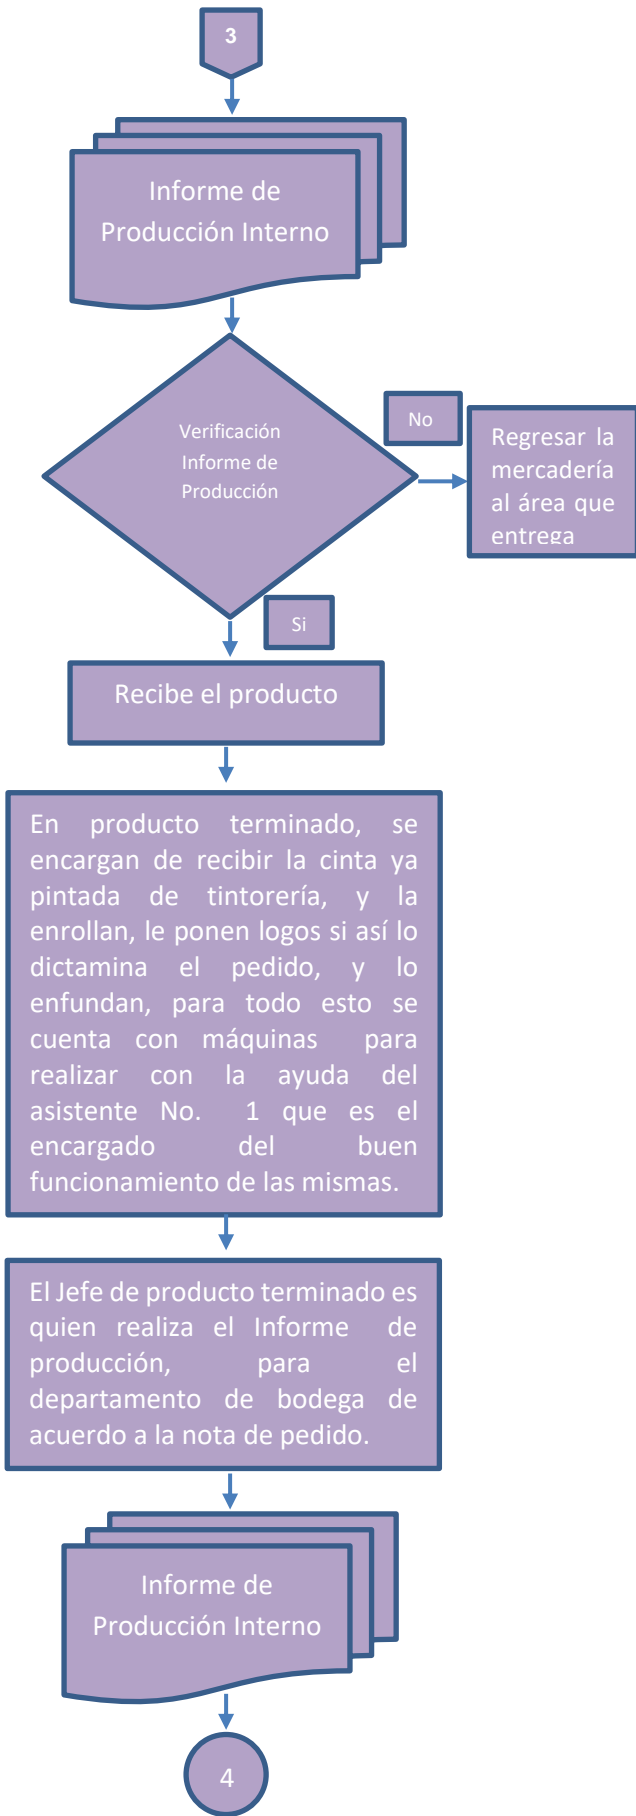 3
Informe de
Producción Interno
Verificación
Informe de
Producción
No
Regresar la
mercadería
al área que
entrega
Si
Recibe el producto
En producto terminado, se
encargan de recibir la cinta ya
pintada de tintorería, y la
enrollan, le ponen logos si así lo
dictamina el pedido, y lo
enfundan, para todo esto se
cuenta con máquinas para
realizar con la ayuda del
asistente No. 1 que es el
encargado del buen
funcionamiento de las mismas.
El Jefe de producto terminado es
quien realiza el Informe de
producción, para el
departamento de bodega de
acuerdo a la nota de pedido.
Informe de
Producción Interno
4